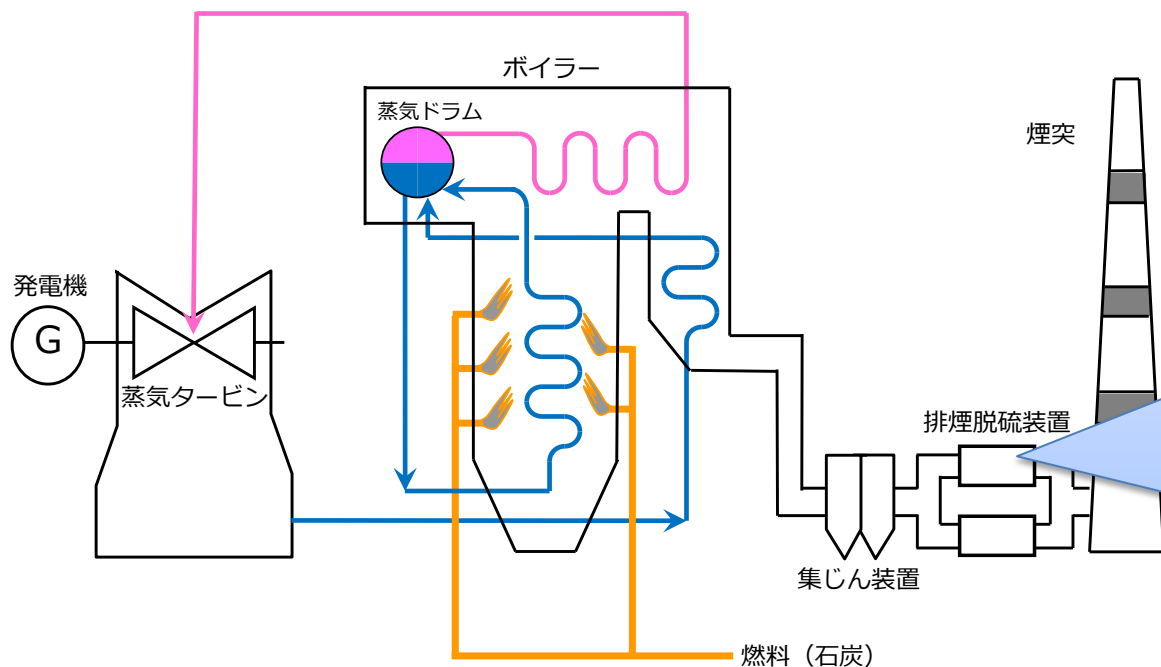 ボイラー
蒸気ドラム
煙突
発電機
G
蒸気タービン
排煙脱硫装置
集じん装置
燃料（石炭）